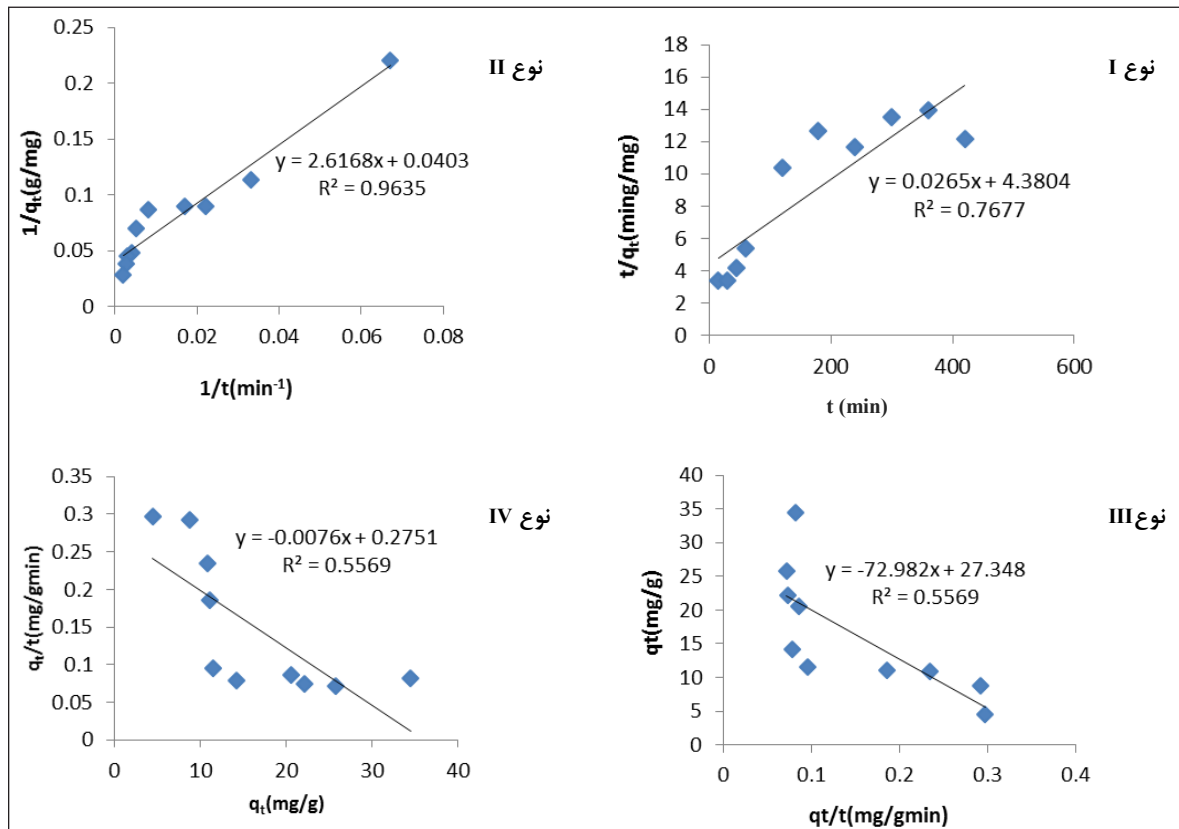 نوع II
0.25
0.2
0.15
0.1
0.05
0
1/qt(g/mg)
y = 2.6168x + 0.0403
R² = 0.9635
0 0.02 0.04 0.06 0.08
1/t(min-1)
نوع I
18
16
14
12
10
8
6
4
2
0
t/qt(ming/mg)
y = 0.0265x + 4.3804
R² = 0.7677
0 200 400 600
t (min)
نوع IV
0.35
0.3
0.25
0.2
0.15
0.1
0.05
0
qt/t(mg/gmin)
y = -0.0076x + 0.2751
R² = 0.5569
0 10 20 30 40
qt(mg/g)
نوع III
40
35
30
25
20
15
10
5
0
qt(mg/g)
y = -72.982x + 27.348
R² = 0.5569
0 0.1 0.2 0.3 0.4
qt/t(mg/gmin)